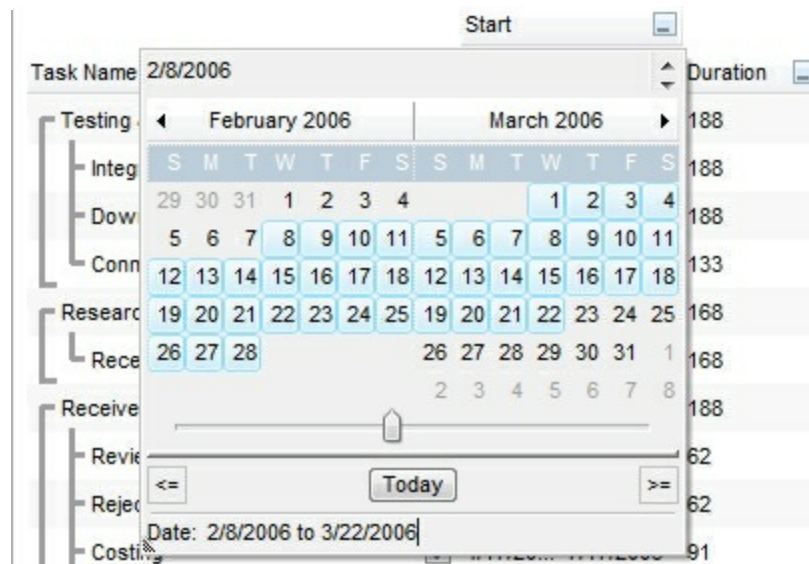 Start
Task Name 2/8/2006 Duration
Testing February 2006 March 2006 188
Integ S M T W T F S S M T W T F S 188
29 30 31 1 2 3 4 1 2 3 4
Dow 5 6 7 8 9 10 11 5 6 7 8 9 10 11 188
Conn 12 13 14 15 16 17 18 12 13 14 15 16 17 18 133
Researc 19 20 21 22 23 24 25 19 20 21 22 23 24 25 168
Rece 26 27 28 26 27 28 29 30 31 1 168
2 3 4 5 6 7 8
Receive 188
Revie 62
<= Today >=
Rejec 62
Date: 2/8/2006 to 3/22/2006
Costing 91